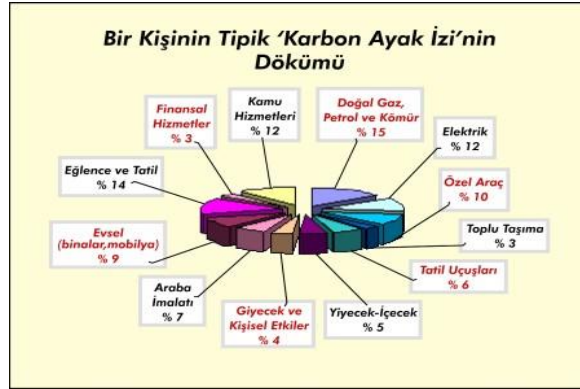 Bir Kişinin Tipik ‘Karbon Ayak İzi’nin
Dökümü
Finansal
Hizmetler
% 3
Kamu
Hizmetleri
% 12
Doğal Gaz,
Petrol ve Kömür
% 15
Elektrik
% 12
Eğlence ve Tatil
% 14
Özel Araç
% 10
Evsel
(binalar,mobilya)
% 9
Toplu Taşıma
% 3
Araba
İmalatı
% 7
Giyecek ve
Kişisel Etkiler
% 4
Yiyecek-İçecek
% 5
Tatil Uçuşları
% 6